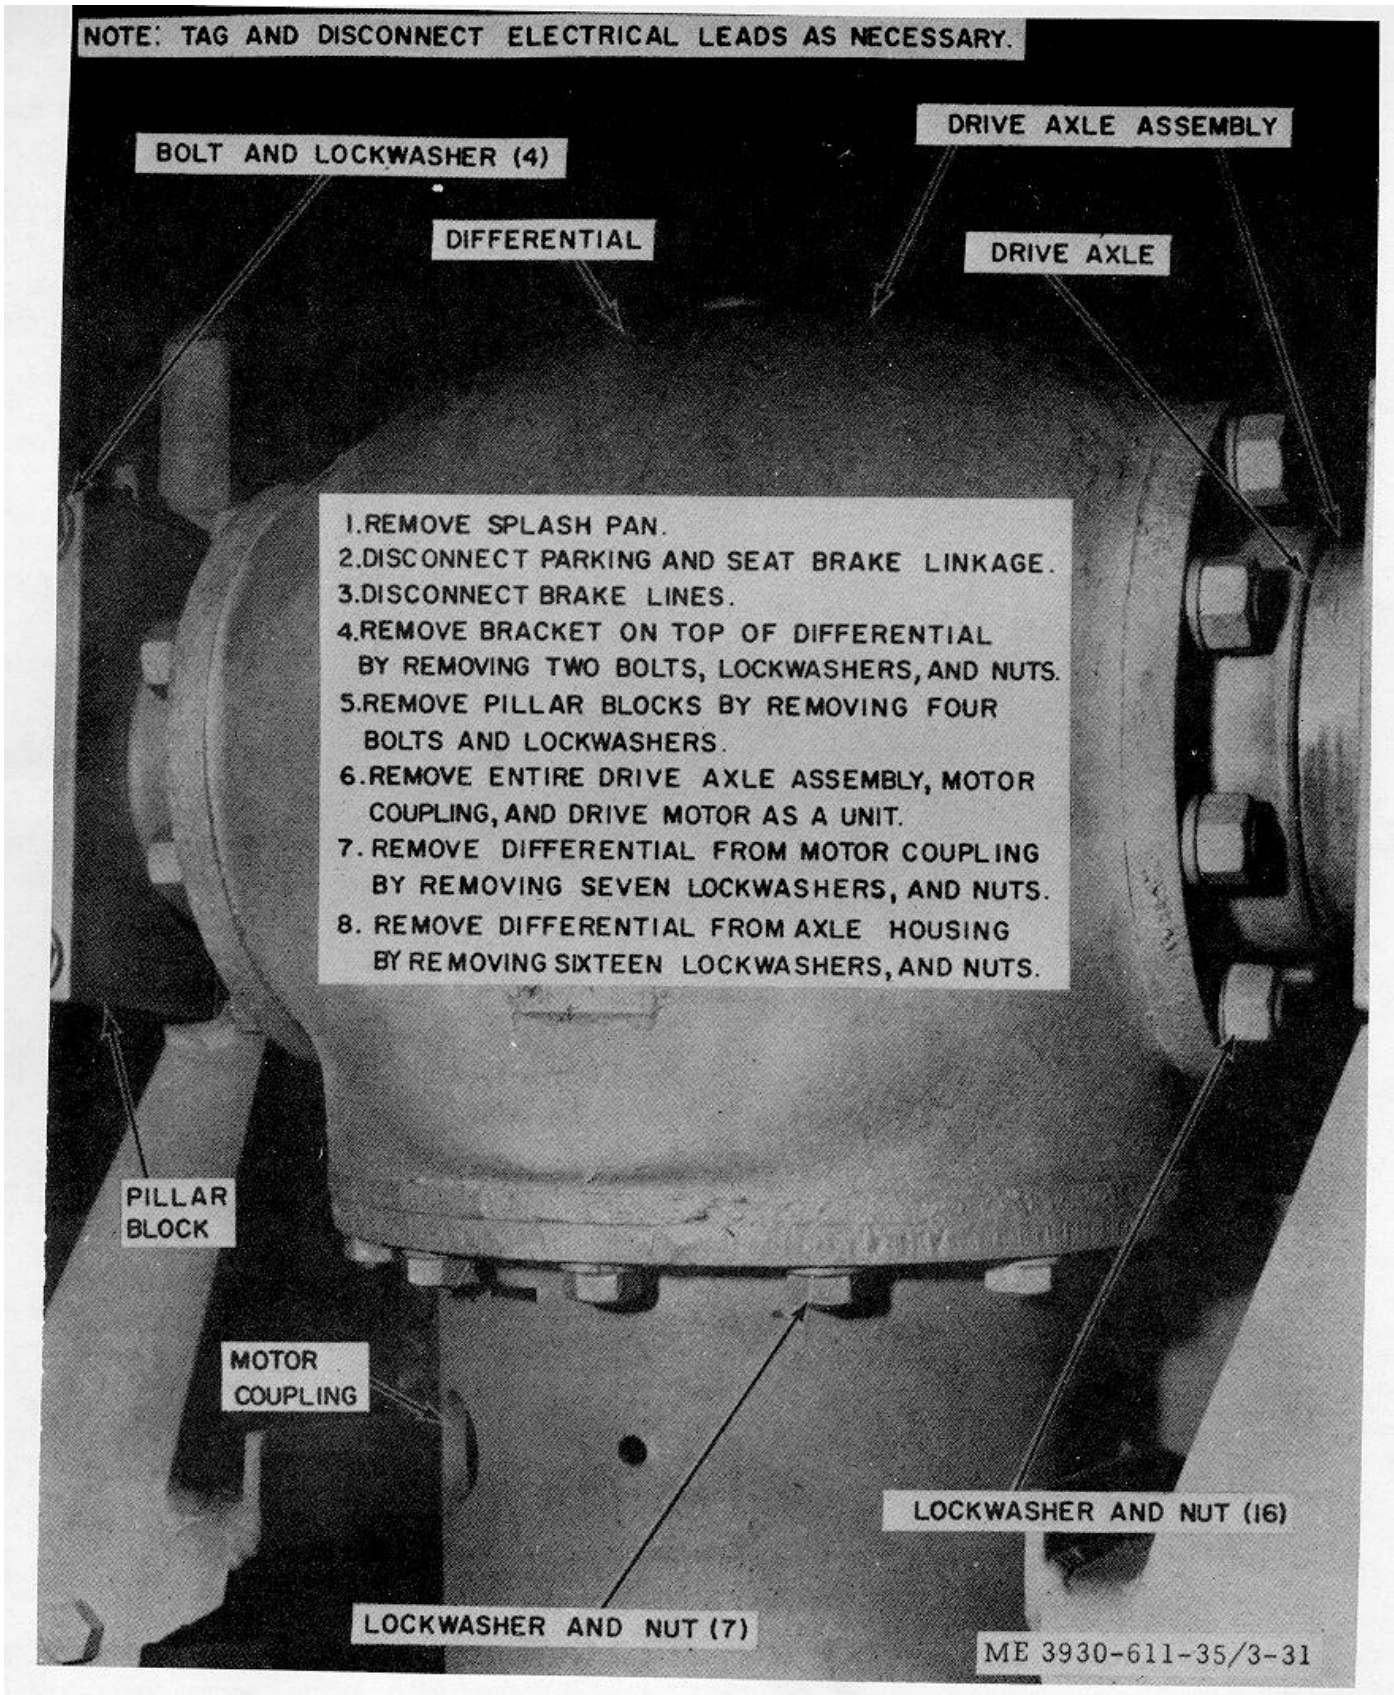 NOTE: TAG AND DISCONNECT ELECTRICAL LEADS AS NECESSARY.
DRIVE AXLE ASSEMBLY
BOLT AND LOCKWASHER (4)
DIFFERENTIAL
DRIVE AXLE
1.REMOVE SPLASH PAN.
2.DISCONNECT PARKING AND SEAT BRAKE LINKAGE.
3.DISCONNECT BRAKE LINES.
4.REMOVE BRACKET ON TOP OF DIFFERENTIAL
BY REMOVING TWO BOLTS, LOCKWASHERS, AND NUTS.
5.REMOVE PILLAR BLOCKS BY REMOVING FOUR
BOLTS AND LOCKWASHERS.
6.REMOVE ENTIRE DRIVE AXLE ASSEMBLY, MOTOR
COUPLING, AND DRIVE MOTOR AS A UNIT.
7. REMOVE DIFFERENTIAL FROM MOTOR COUPLING
BY REMOVING SEVEN LOCKWASHERS, AND NUTS.
8. REMOVE DIFFERENTIAL FROM AXLE HOUSING
BY REMOVING SIXTEEN LOCKWASHERS, AND NUTS.
PILLAR
BLOCK
MOTOR
COUPLING
LOCKWASHER AND NUT (16)
LOCKWASHER AND NUT (7)
ME 3930-611-35/3-31